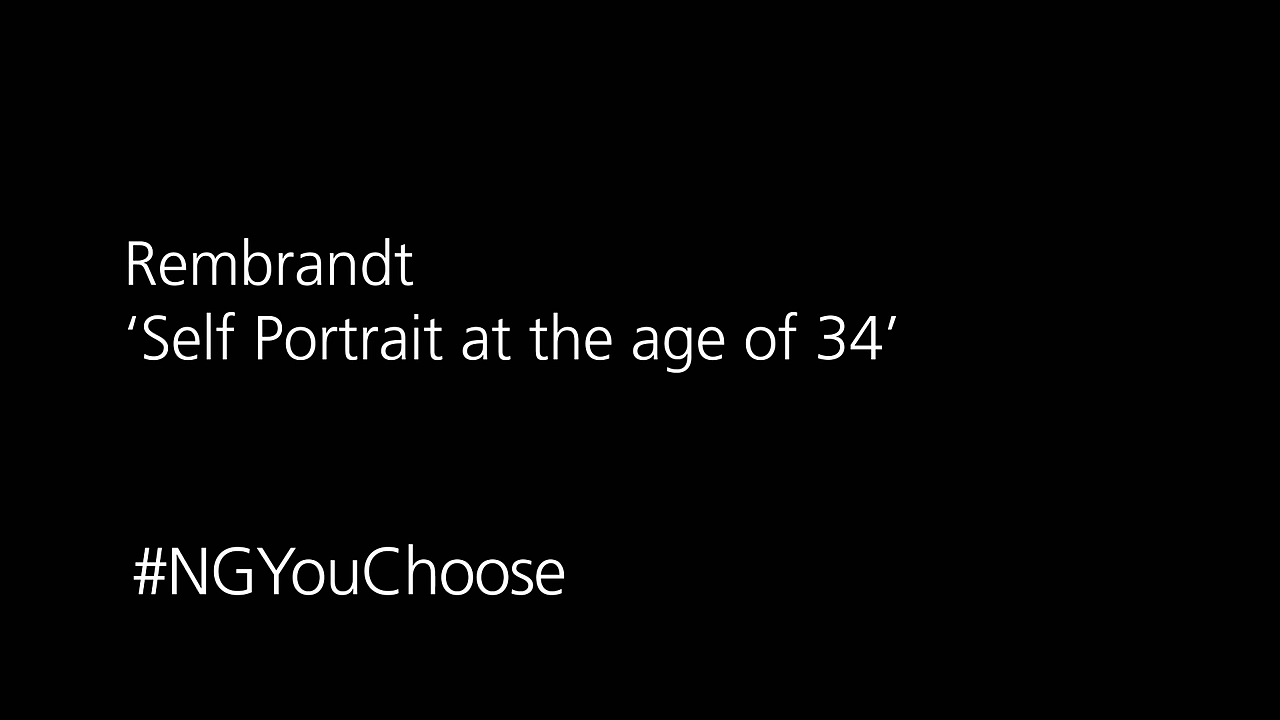 Rembrandt
‘Self Portrait at the age of 34’
#NGYouChoose